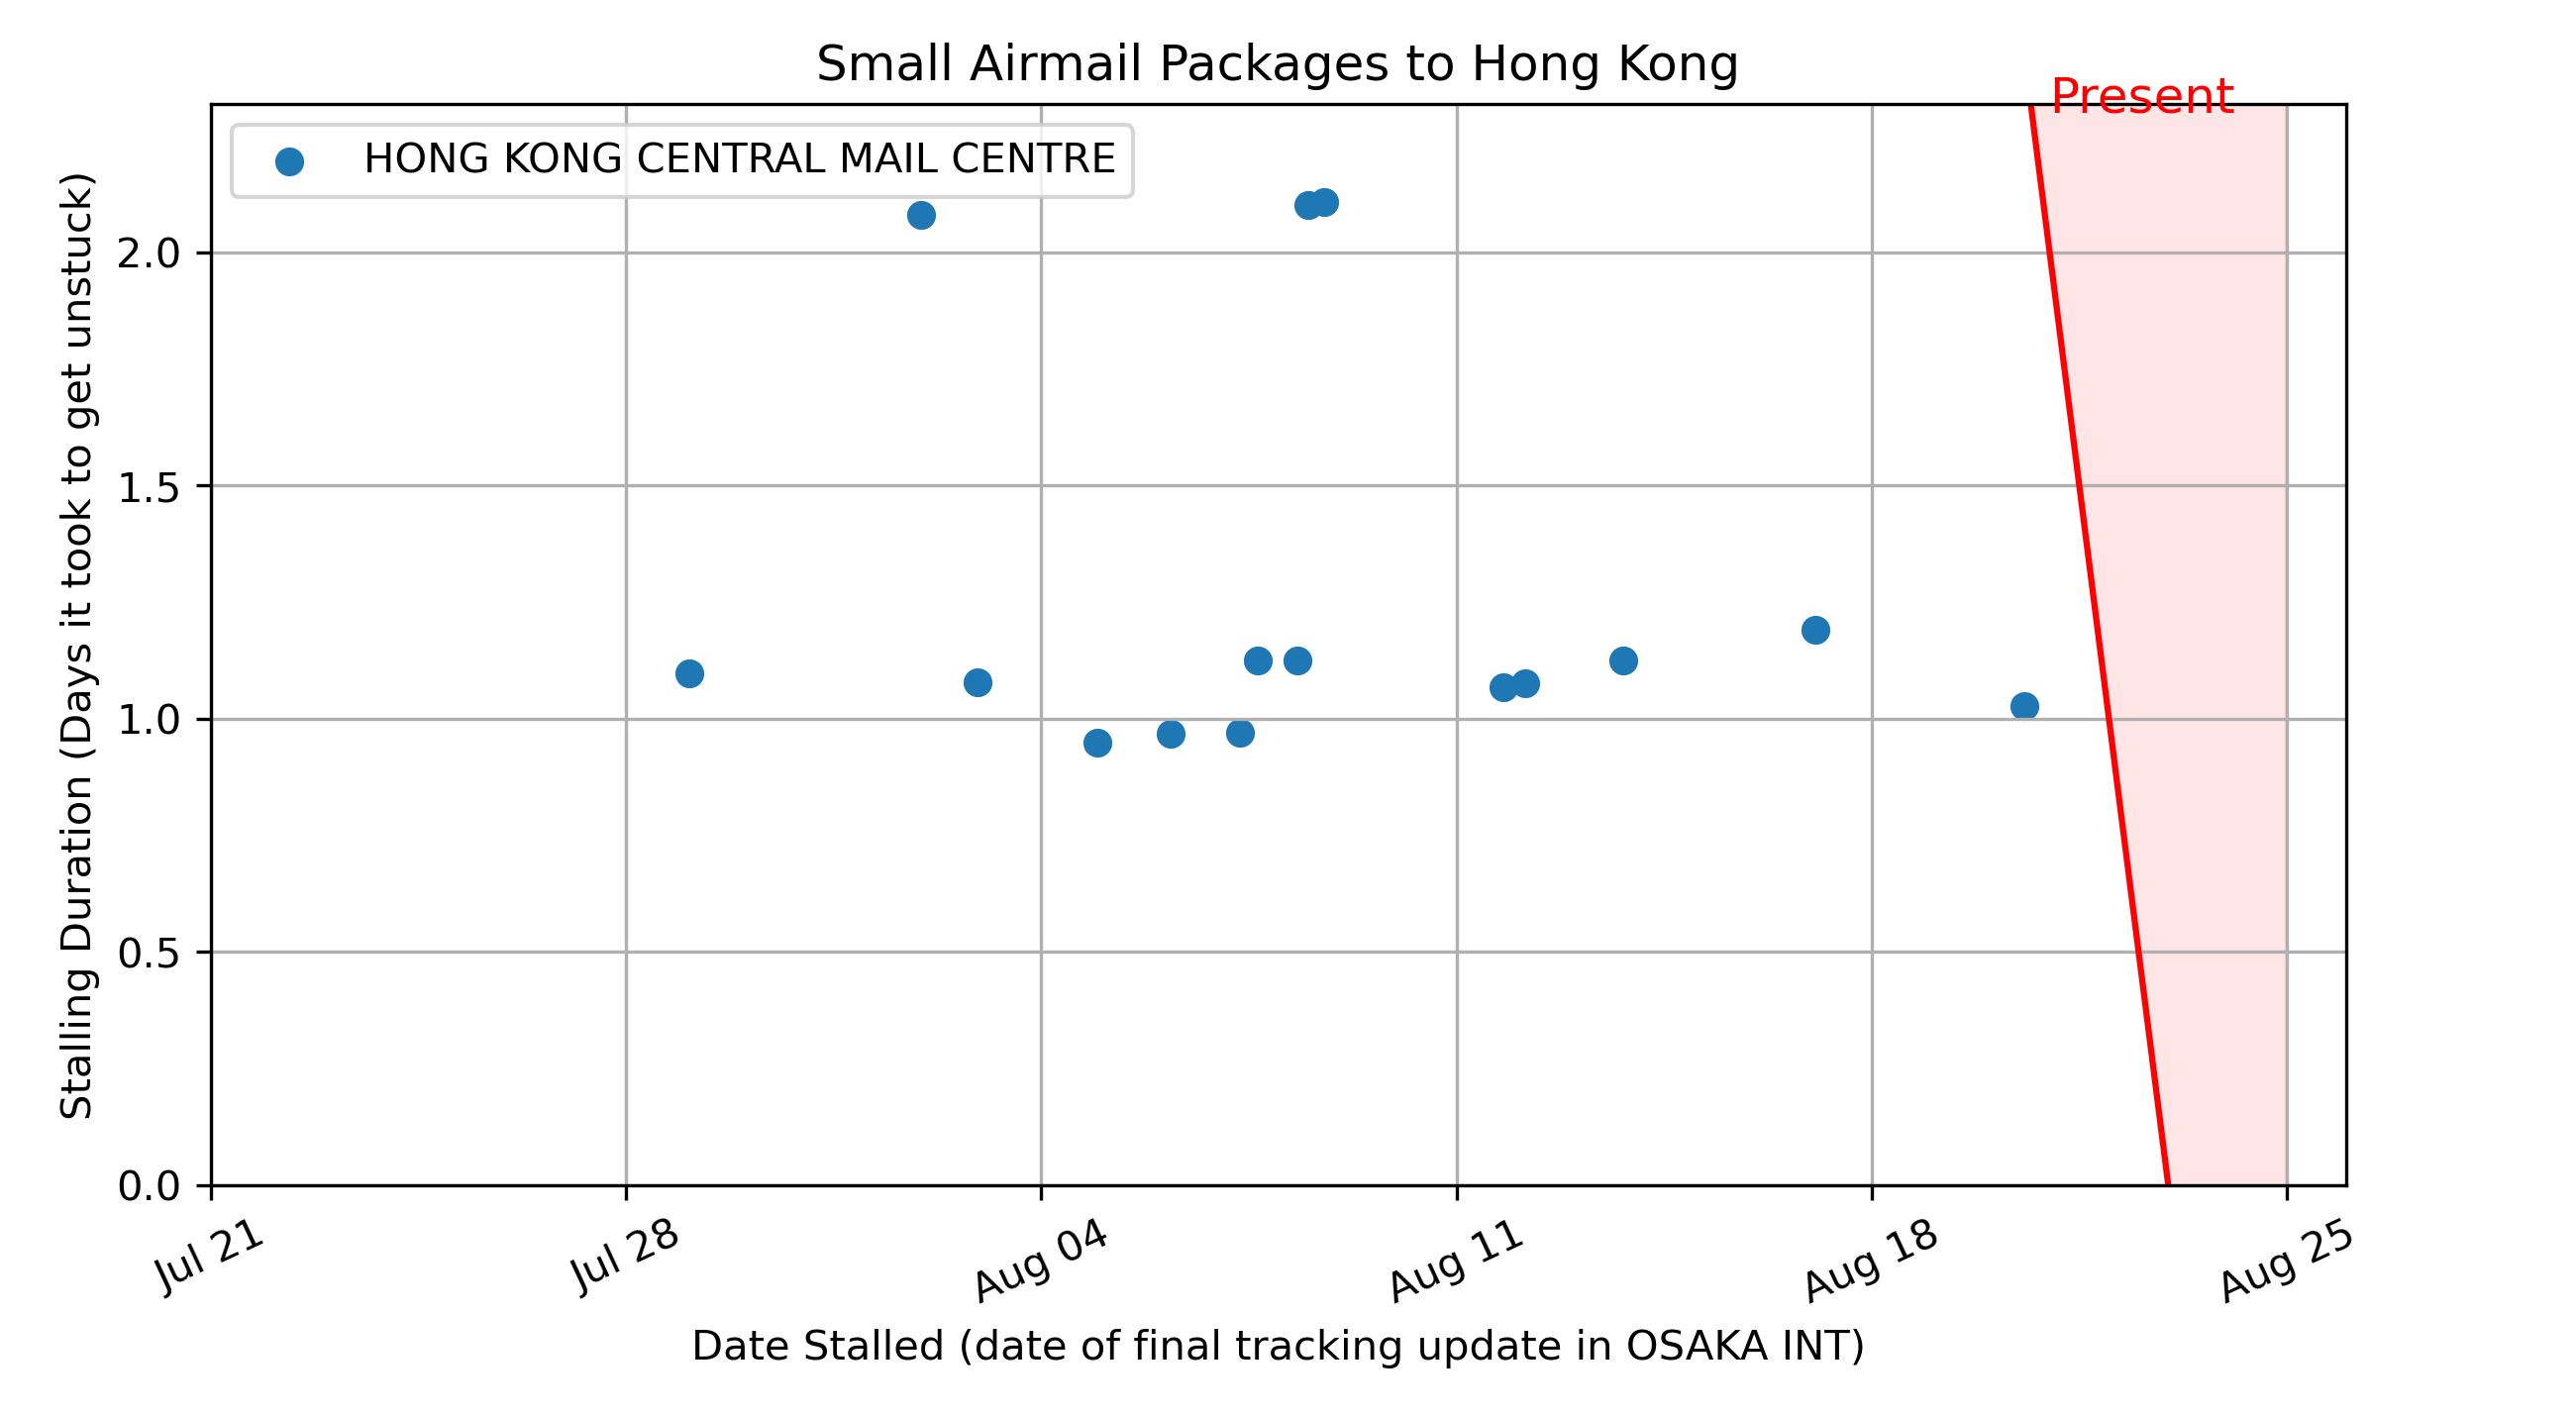 Small Airmail Packages to Hong Kong
Present
HONG KONG CENTRAL MAIL CENTRE
Stalling Duration (Days it took to get unstuck)
2.0
1.5
1.0
0.5
0.0
Jul 21
Jul 28
Aug 04
Aug 11
Aug 18
Aug 25
Date Stalled (date of final tracking update in OSAKA INT)